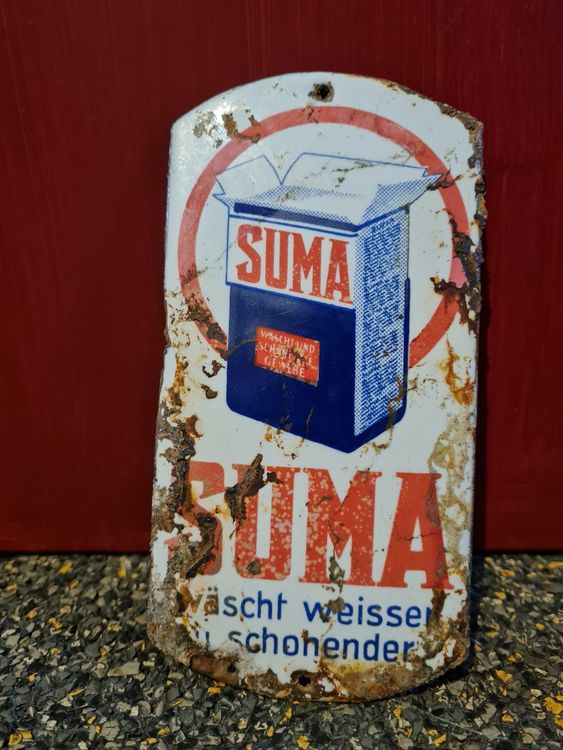 SUMA
WÄSCHT UND
GEWEBE
SUMA
wäscht weisser
schonender